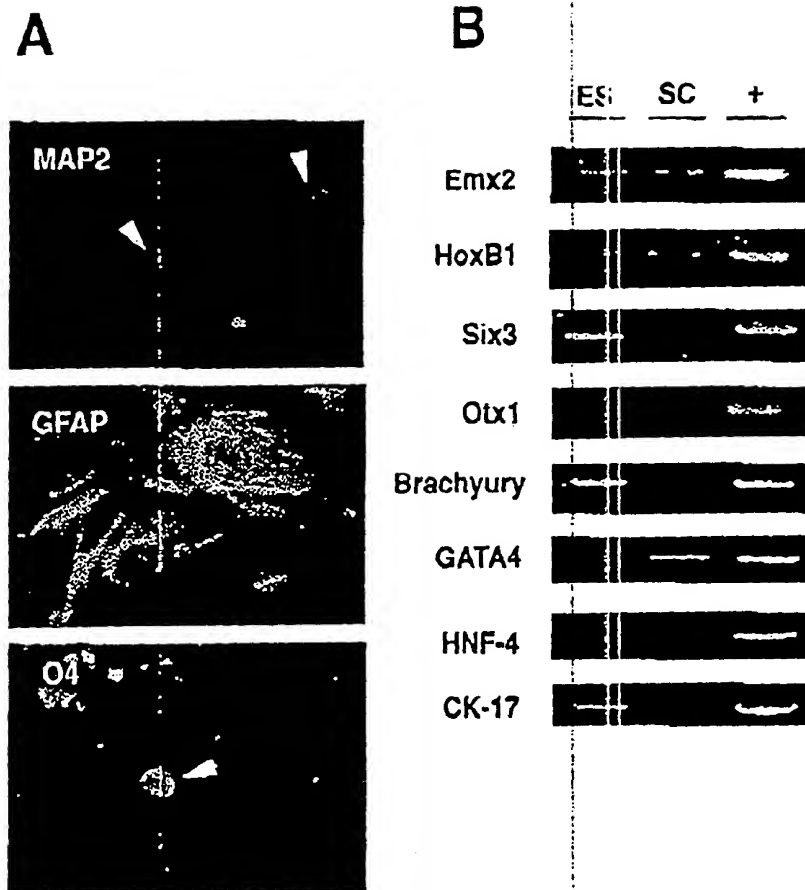 A
MAP2
GFAP
O4
B
ES SC +
Emx2
HoxB1
Six3
Otx1
Brachyury
GATA4
HNF-4
CK-17